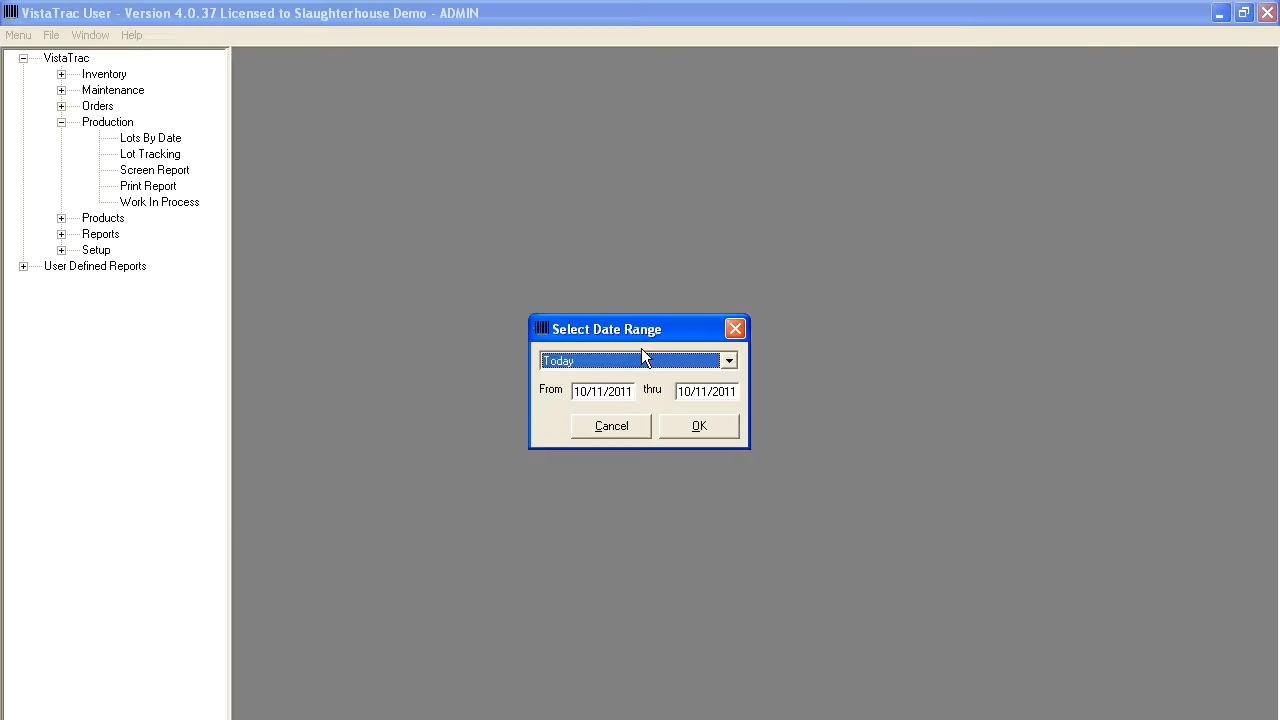 VistaTrac User - Version 4.0.37 Licensed to Slaughterhouse Demo - ADMIN
Menu File Window Help
VistaTrac
Inventory
Maintenance
Orders
Production
Lots By Date
Lot Tracking
Screen Report
Print Report
Work In Process
Products
Reports
Setup
User Defined Reports
Select Date Range
Today
From 10/11/2011 thru 10/11/2011
Cancel OK